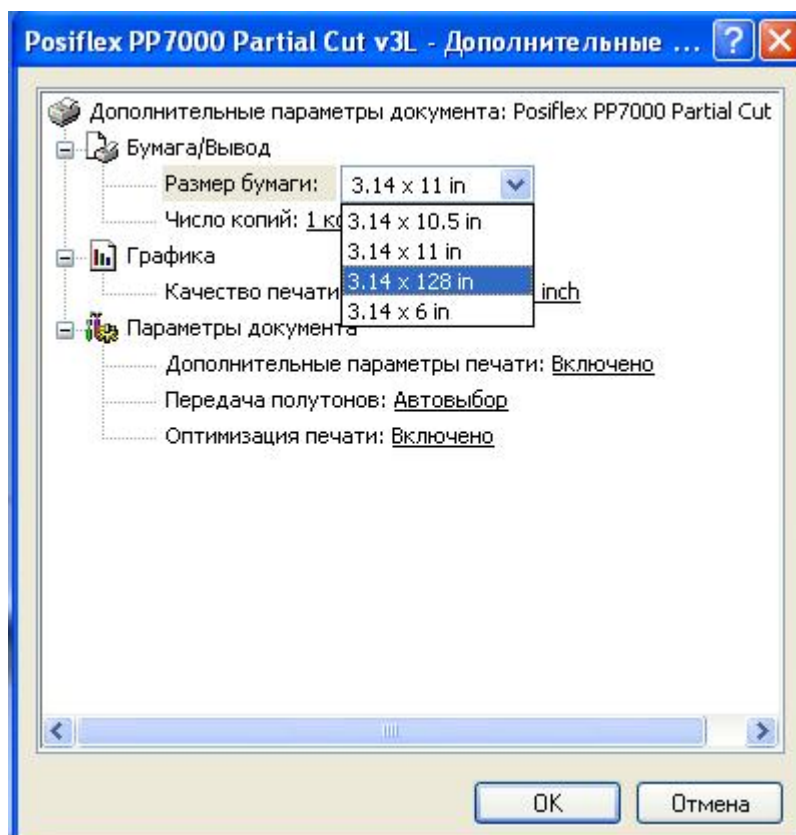 Posiflex PP7000 Partial Cut v3L - Дополнительные ...
Дополнительные параметры документа: Posiflex PP7000 Partial Cut
Бумага/Вывод
Размер бумаги: 3.14 x 11 in
Число копий: 1
3.14 x 10.5 in
3.14 x 11 in
3.14 x 128 in
3.14 x 6 in
Графика
Качество печати inch
Параметры документа
Дополнительные параметры печати: Включено
Передача полутонов: Автовыбор
Оптимизация печати: Включено
OK
Отмена